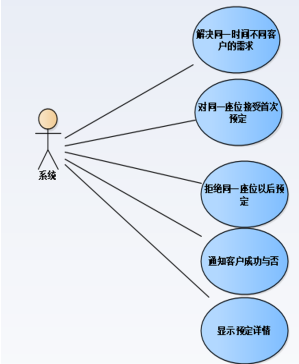 解决同一时间不同客
户的需求
对同一座位接受首次
预定
系统
拒绝同一座位以后预
定
通知客户成功与否
显示预定详情